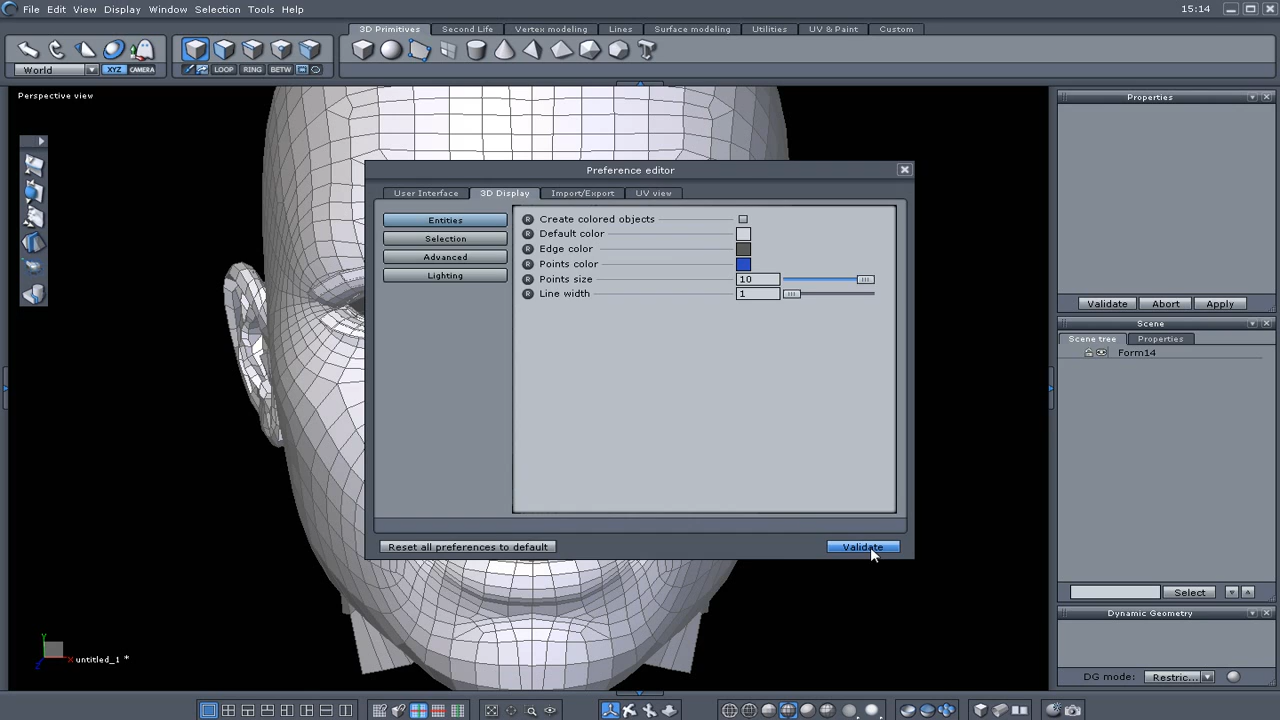 File Edit View Display Window Selection Tools Help 15:14
3D Primitives Second Life Vertex modeling Lines Surface modeling Utilities UV & Paint Custom
World XYZ CAMERA LOOP RING BETW
Perspective view
Properties
Preference editor
User Interface 3D Display Import/Export UV view
Entities
Selection
Advanced
Lighting
R Create colored objects
R Default color
R Edge color
R Points color
R Points size 10
R Line width 1
Reset all preferences to default Validate
Validate Abort Apply
Scene
Scene tree Properties
Form14
Select
Dynamic Geometry
DG mode: Restric...
Y
X
Z
untitled_1 *